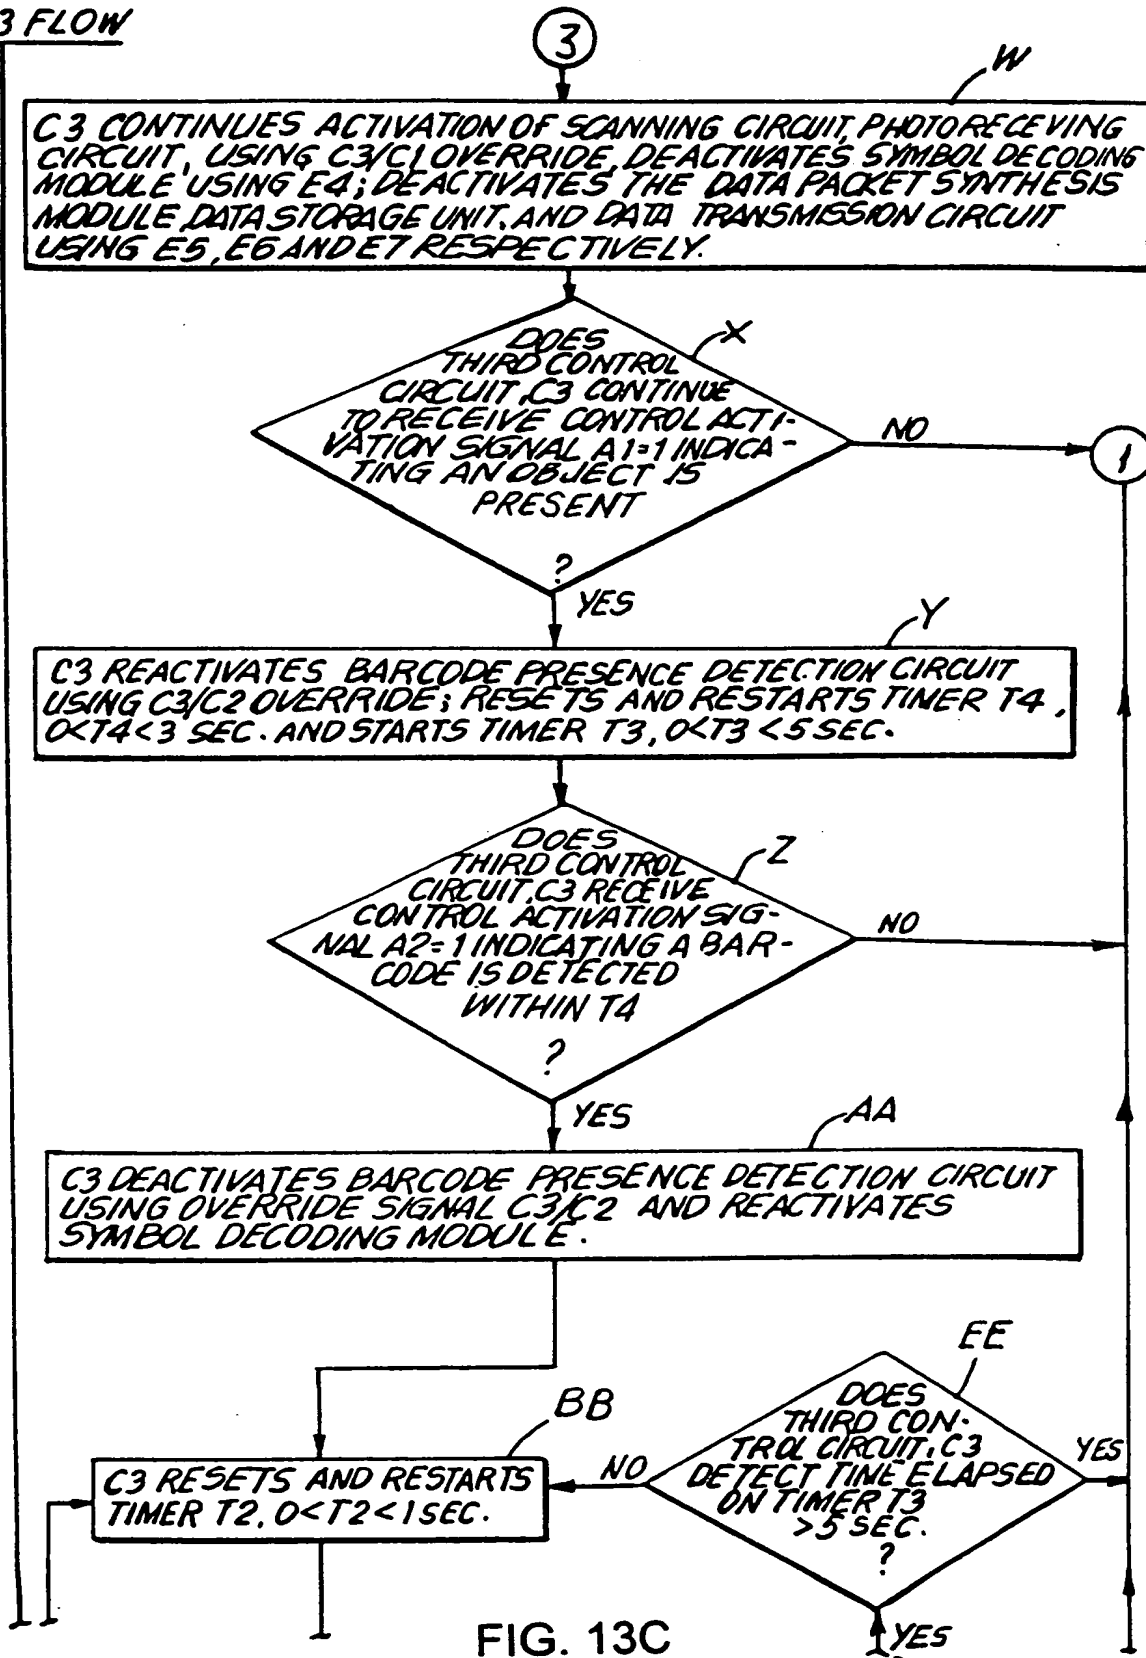 3 FLOW
3
W
C3 CONTINUES ACTIVATION OF SCANNING CIRCUIT, PHOTORECEVING
CIRCUIT, USING C3/C1 OVERRIDE, DEACTIVATES SYMBOL DECODING
MODULE USING E4; DEACTIVATES THE DATA PACKET SYNTHESIS
MODULE, DATA STORAGE UNIT, AND DATA TRANSMISSION CIRCUIT
USING E5, E6 AND E7 RESPECTIVELY.
X
DOES
THIRD CONTROL
CIRCUIT, C3 CONTINUE
TO RECEIVE CONTROL ACTI-
VATION SIGNAL A1=1 INDICA-
TING AN OBJECT IS
PRESENT
?
NO
1
YES
Y
C3 REACTIVATES BARCODE PRESENCE DETECTION CIRCUIT
USING C3/C2 OVERRIDE; RESETS AND RESTARTS TIMER T4,
0<T4<3 SEC. AND STARTS TIMER T3, 0<T3<5 SEC.
Z
DOES
THIRD CONTROL
CIRCUIT, C3 RECEIVE
CONTROL ACTIVATION SIG-
NAL A2=1 INDICATING A BAR-
CODE IS DETECTED
WITHIN T4
?
NO
YES
AA
C3 DEACTIVATES BARCODE PRESENCE DETECTION CIRCUIT
USING OVERRIDE SIGNAL C3/C2 AND REACTIVATES
SYMBOL DECODING MODULE.
EE
DOES
THIRD CON-
TROL CIRCUIT, C3
DETECT TIME ELAPSED
ON TIMER T3
>5 SEC.
?
YES
NO
BB
C3 RESETS AND RESTARTS
TIMER T2, 0<T2<1 SEC.
YES
FIG. 13C